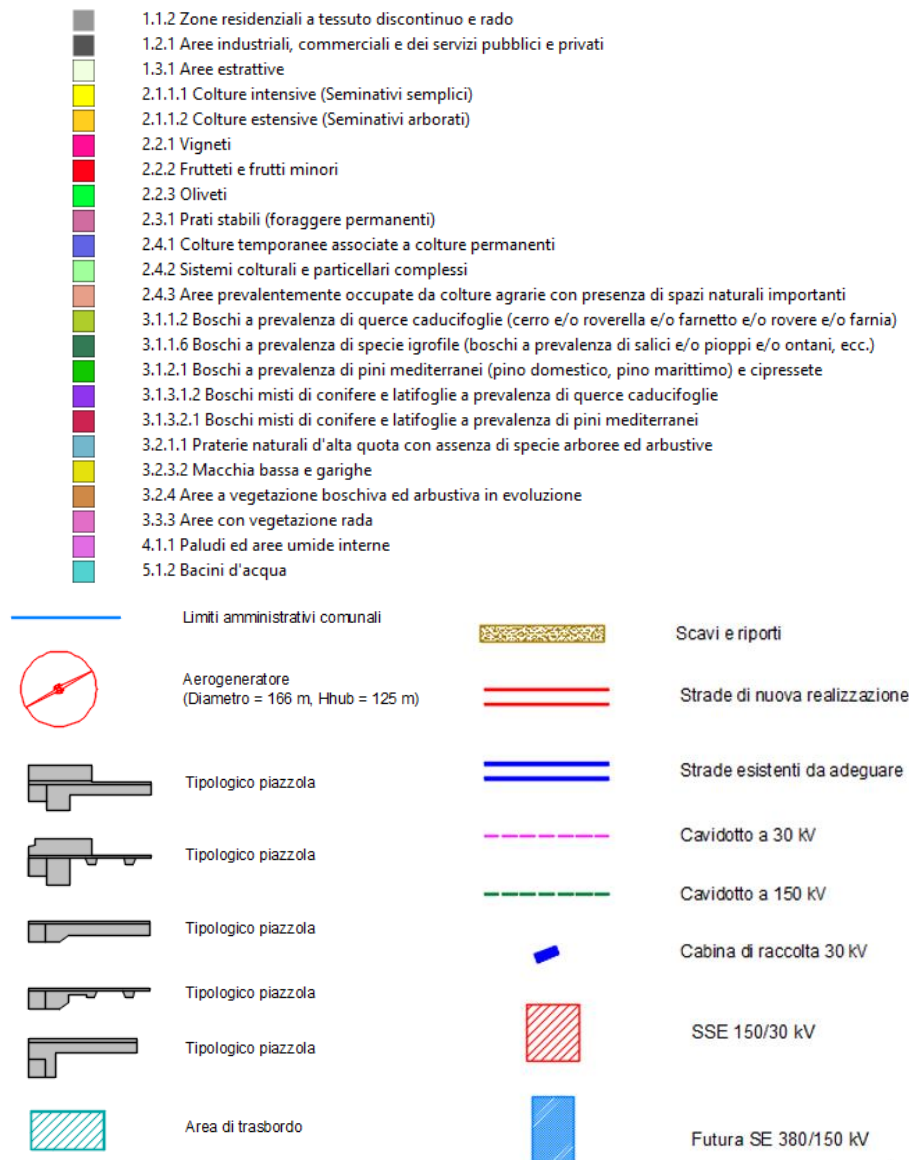 1.1.2 Zone residenziali a tessuto discontinuo e rado
1.2.1 Aree industriali, commerciali e dei servizi pubblici e privati
1.3.1 Aree estrattive
2.1.1.1 Colture intensive (Seminativi semplici)
2.1.1.2 Colture estensive (Seminativi arborati)
2.2.1 Vigneti
2.2.2 Frutteti e frutti minori
2.2.3 Oliveti
2.3.1 Prati stabili (foraggere permanenti)
2.4.1 Colture temporanee associate a colture permanenti
2.4.2 Sistemi colturali e particellari complessi
2.4.3 Aree prevalentemente occupate da colture agrarie con presenza di spazi naturali importanti
3.1.1.2 Boschi a prevalenza di querce caducifoglie (cerro e/o roverella e/o farnetto e/o rovere e/o farnia)
3.1.1.6 Boschi a prevalenza di specie igrofile (boschi a prevalenza di salici e/o pioppi e/o ontani, ecc.)
3.1.2.1 Boschi a prevalenza di pini mediterranei (pino domestico, pino marittimo) e cipressete
3.1.3.1.2 Boschi misti di conifere e latifoglie a prevalenza di querce caducifoglie
3.1.3.2.1 Boschi misti di conifere e latifoglie a prevalenza di pini mediterranei
3.2.1.1 Praterie naturali d'alta quota con assenza di specie arboree ed arbustive
3.2.3.2 Macchia bassa e garighe
3.2.4 Aree a vegetazione boschiva ed arbustiva in evoluzione
3.3.3 Aree con vegetazione rada
4.1.1 Paludi ed aree umide interne
5.1.2 Bacini d'acqua
Limiti amministrativi comunali
Aerogeneratore
(Diametro = 166 m, Hhub = 125 m)
Tipologico piazzola
Tipologico piazzola
Tipologico piazzola
Tipologico piazzola
Tipologico piazzola
Area di trasbordo
Scavi e riporti
Strade di nuova realizzazione
Strade esistenti da adeguare
Cavidotto a 30 kV
Cavidotto a 150 kV
Cabina di raccolta 30 kV
SSE 150/30 kV
Futura SE 380/150 kV